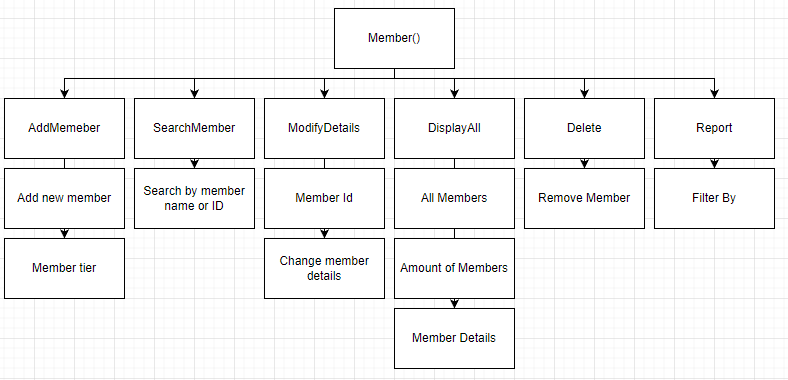 Member()
AddMemeber
SearchMember
ModifyDetails
DisplayAll
Delete
Report
Add new member
Search by member
name or ID
Member Id
All Members
Remove Member
Filter By
Member tier
Change member
details
Amount of Members
Member Details